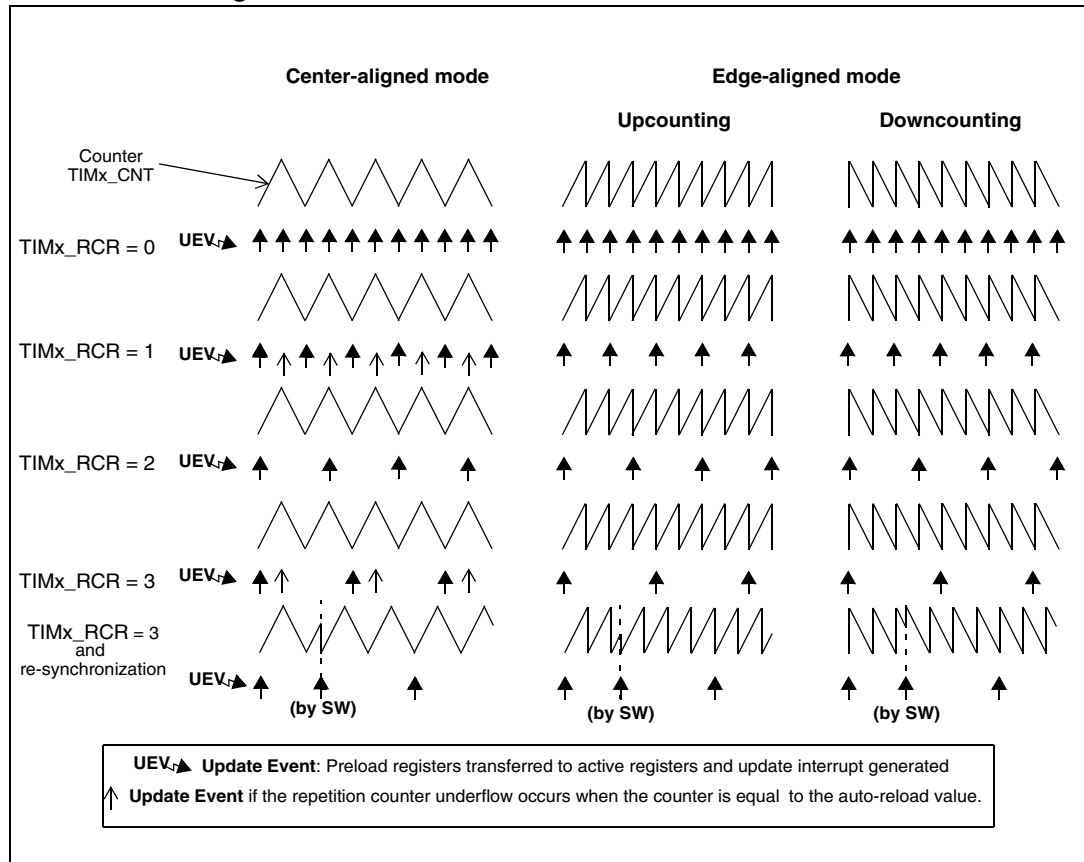 Center-aligned mode
Edge-aligned mode
Upcounting
Downcounting
Counter
TIMx_CNT
TIMx_RCR = 0
UEV
TIMx_RCR = 1
UEV
TIMx_RCR = 2
UEV
TIMx_RCR = 3
UEV
TIMx_RCR = 3
and
re-synchronization
UEV
(by SW)
(by SW)
(by SW)
UEV Update Event: Preload registers transferred to active registers and update interrupt generated
Update Event if the repetition counter underflow occurs when the counter is equal to the auto-reload value.